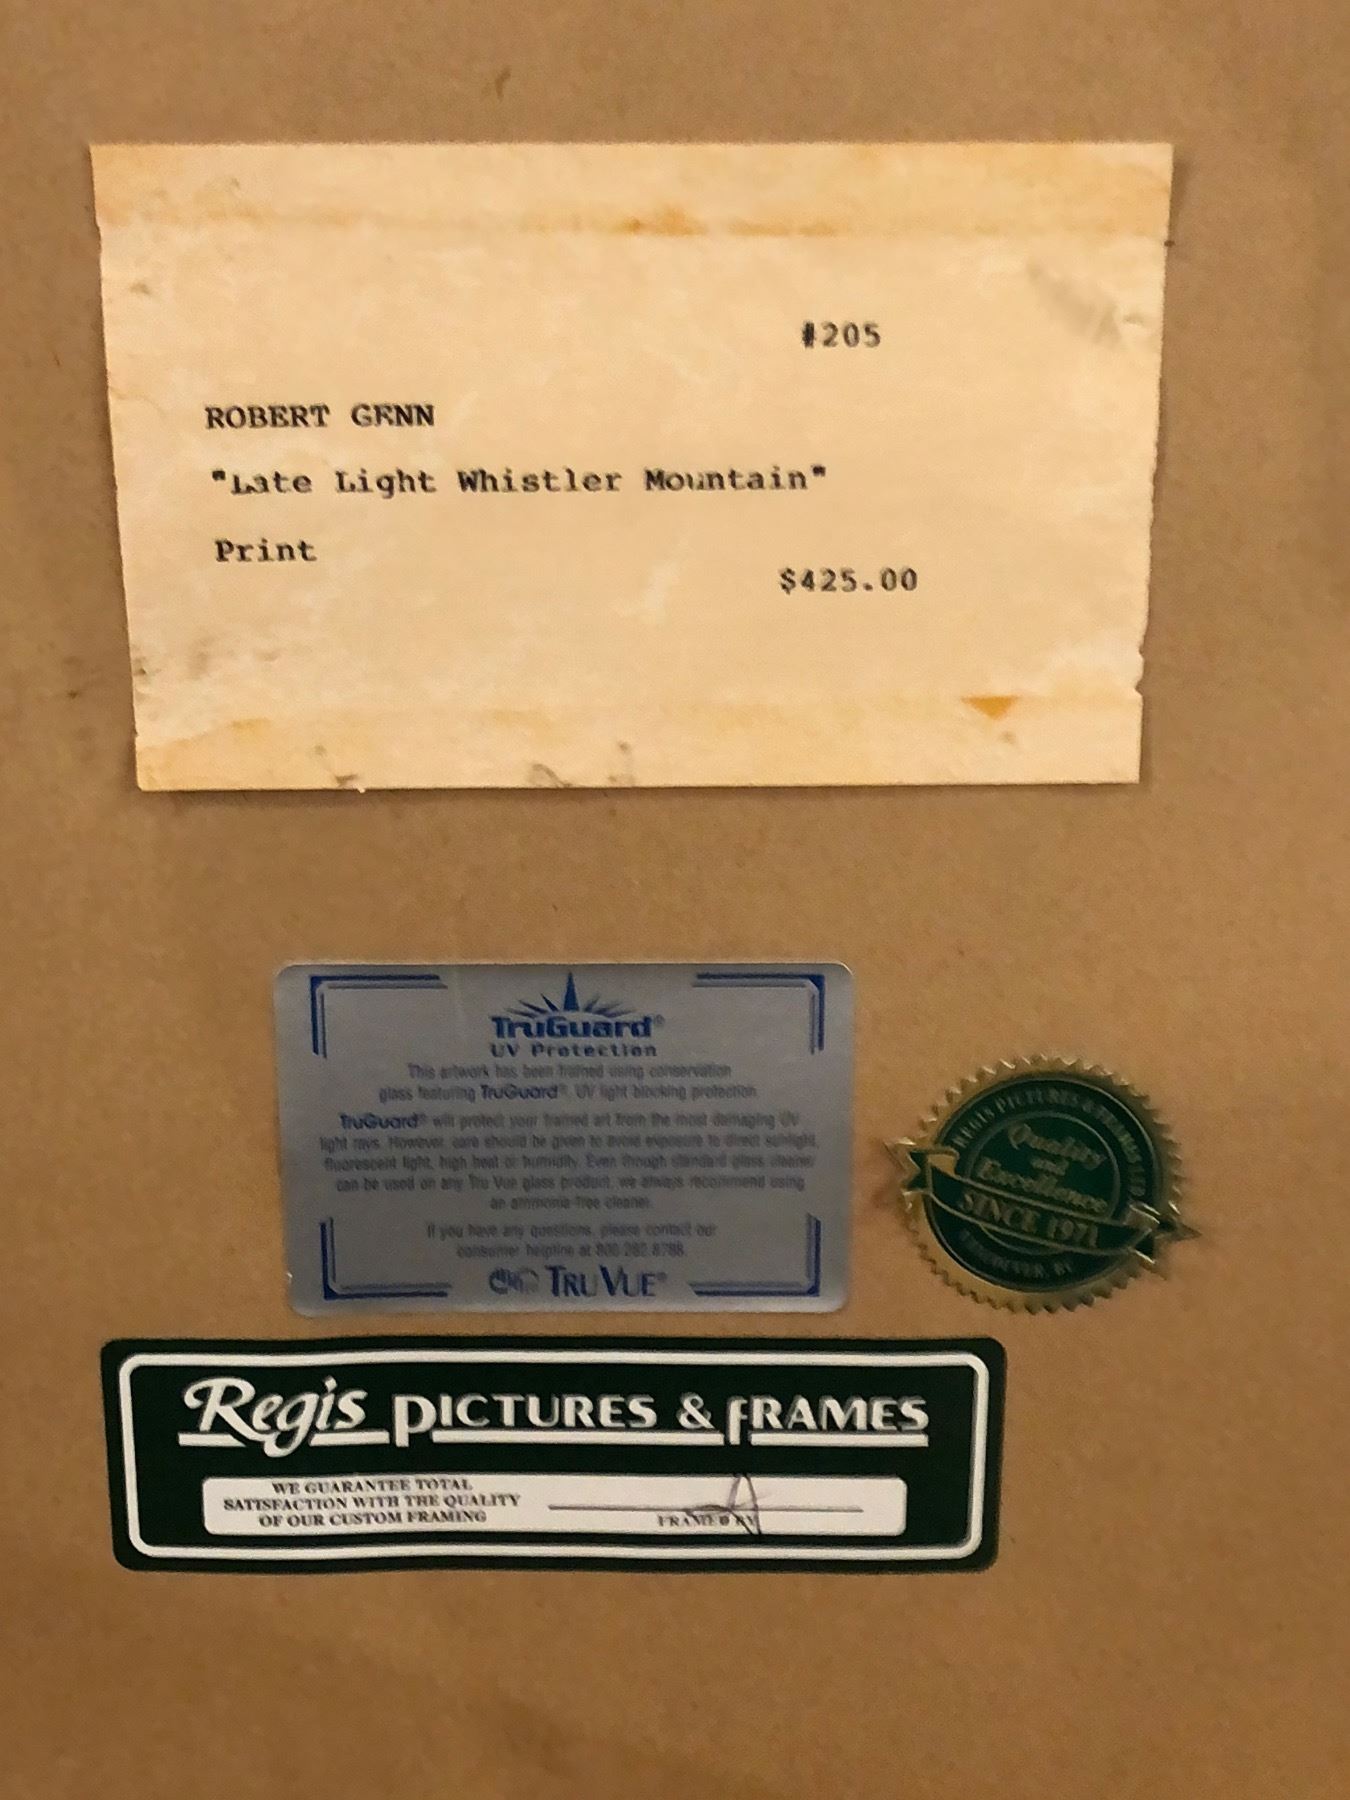 #205
ROBERT GENN
"Late Light Whistler Mountain"
Print
$425.00
TruGuard®
UV Protection
This artwork has been framed using conservation
glass featuring TruGuard®, UV light blocking protection.
TruGuard® will protect your framed art from the most damaging UV
light rays. However, care should be given to avoid exposure to direct sunlight,
fluorescent light, high heat or humidity. Even though standard glass cleaner
can be used on any Tru Vue glass product, we always recommend using
an ammonia-free cleaner.
If you have any questions, please contact our
consumer helpline at 800 282 8788.
TRU VUE®
REGIS PICTURES &
Quality
and
Excellence
SINCE 1971
VANCOUVER, BC
Regis PICTURES & FRAMES
WE GUARANTEE TOTAL
SATISFACTION WITH THE QUALITY
OF OUR CUSTOM FRAMING
FRAMED BY